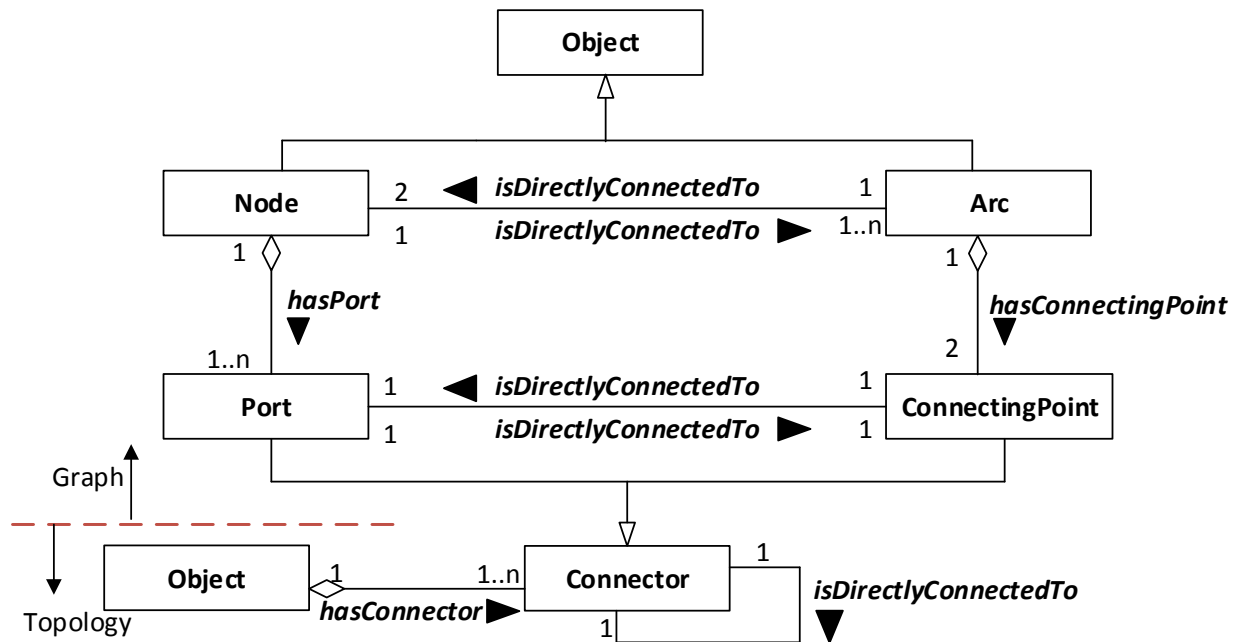 Object
2 isDirectlyConnectedTo 1
Node Arc
1 isDirectlyConnectedTo 1..n
1 1
hasPort hasConnectingPoint
1..n 2
1 isDirectlyConnectedTo 1
Port ConnectingPoint
1 isDirectlyConnectedTo 1
Graph
Object 1 1..n Connector 1
hasConnector isDirectlyConnectedTo
Topology 1